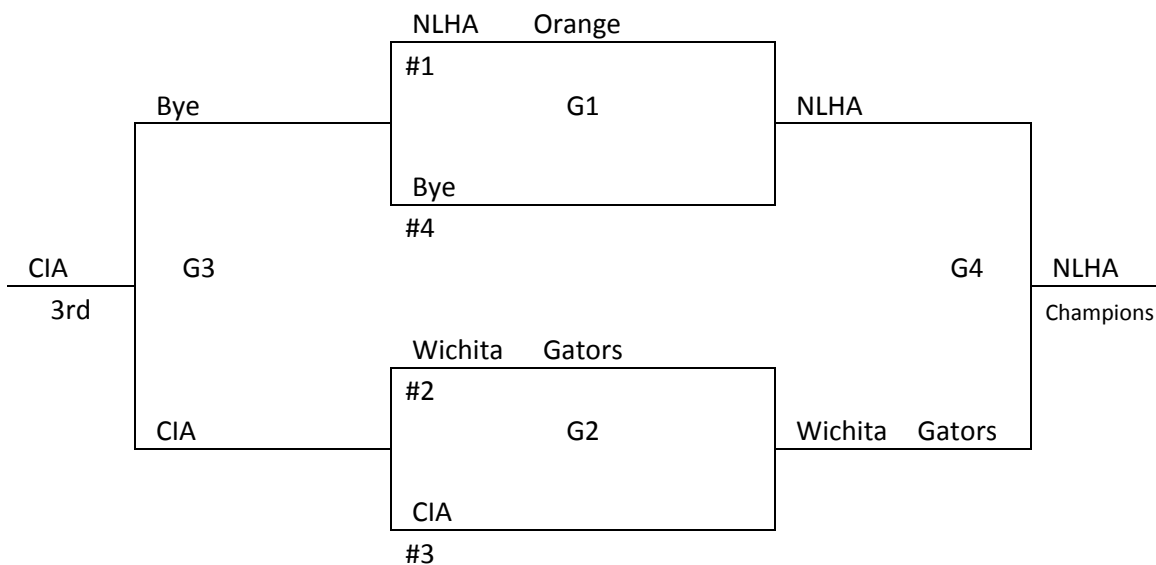 NLHA Orange
#1
Bye G1 NLHA
Bye
#4
CIA G3 G4 NLHA
3rd Champions
Wichita Gators
#2
CIA G2 Wichita Gators
CIA
#3